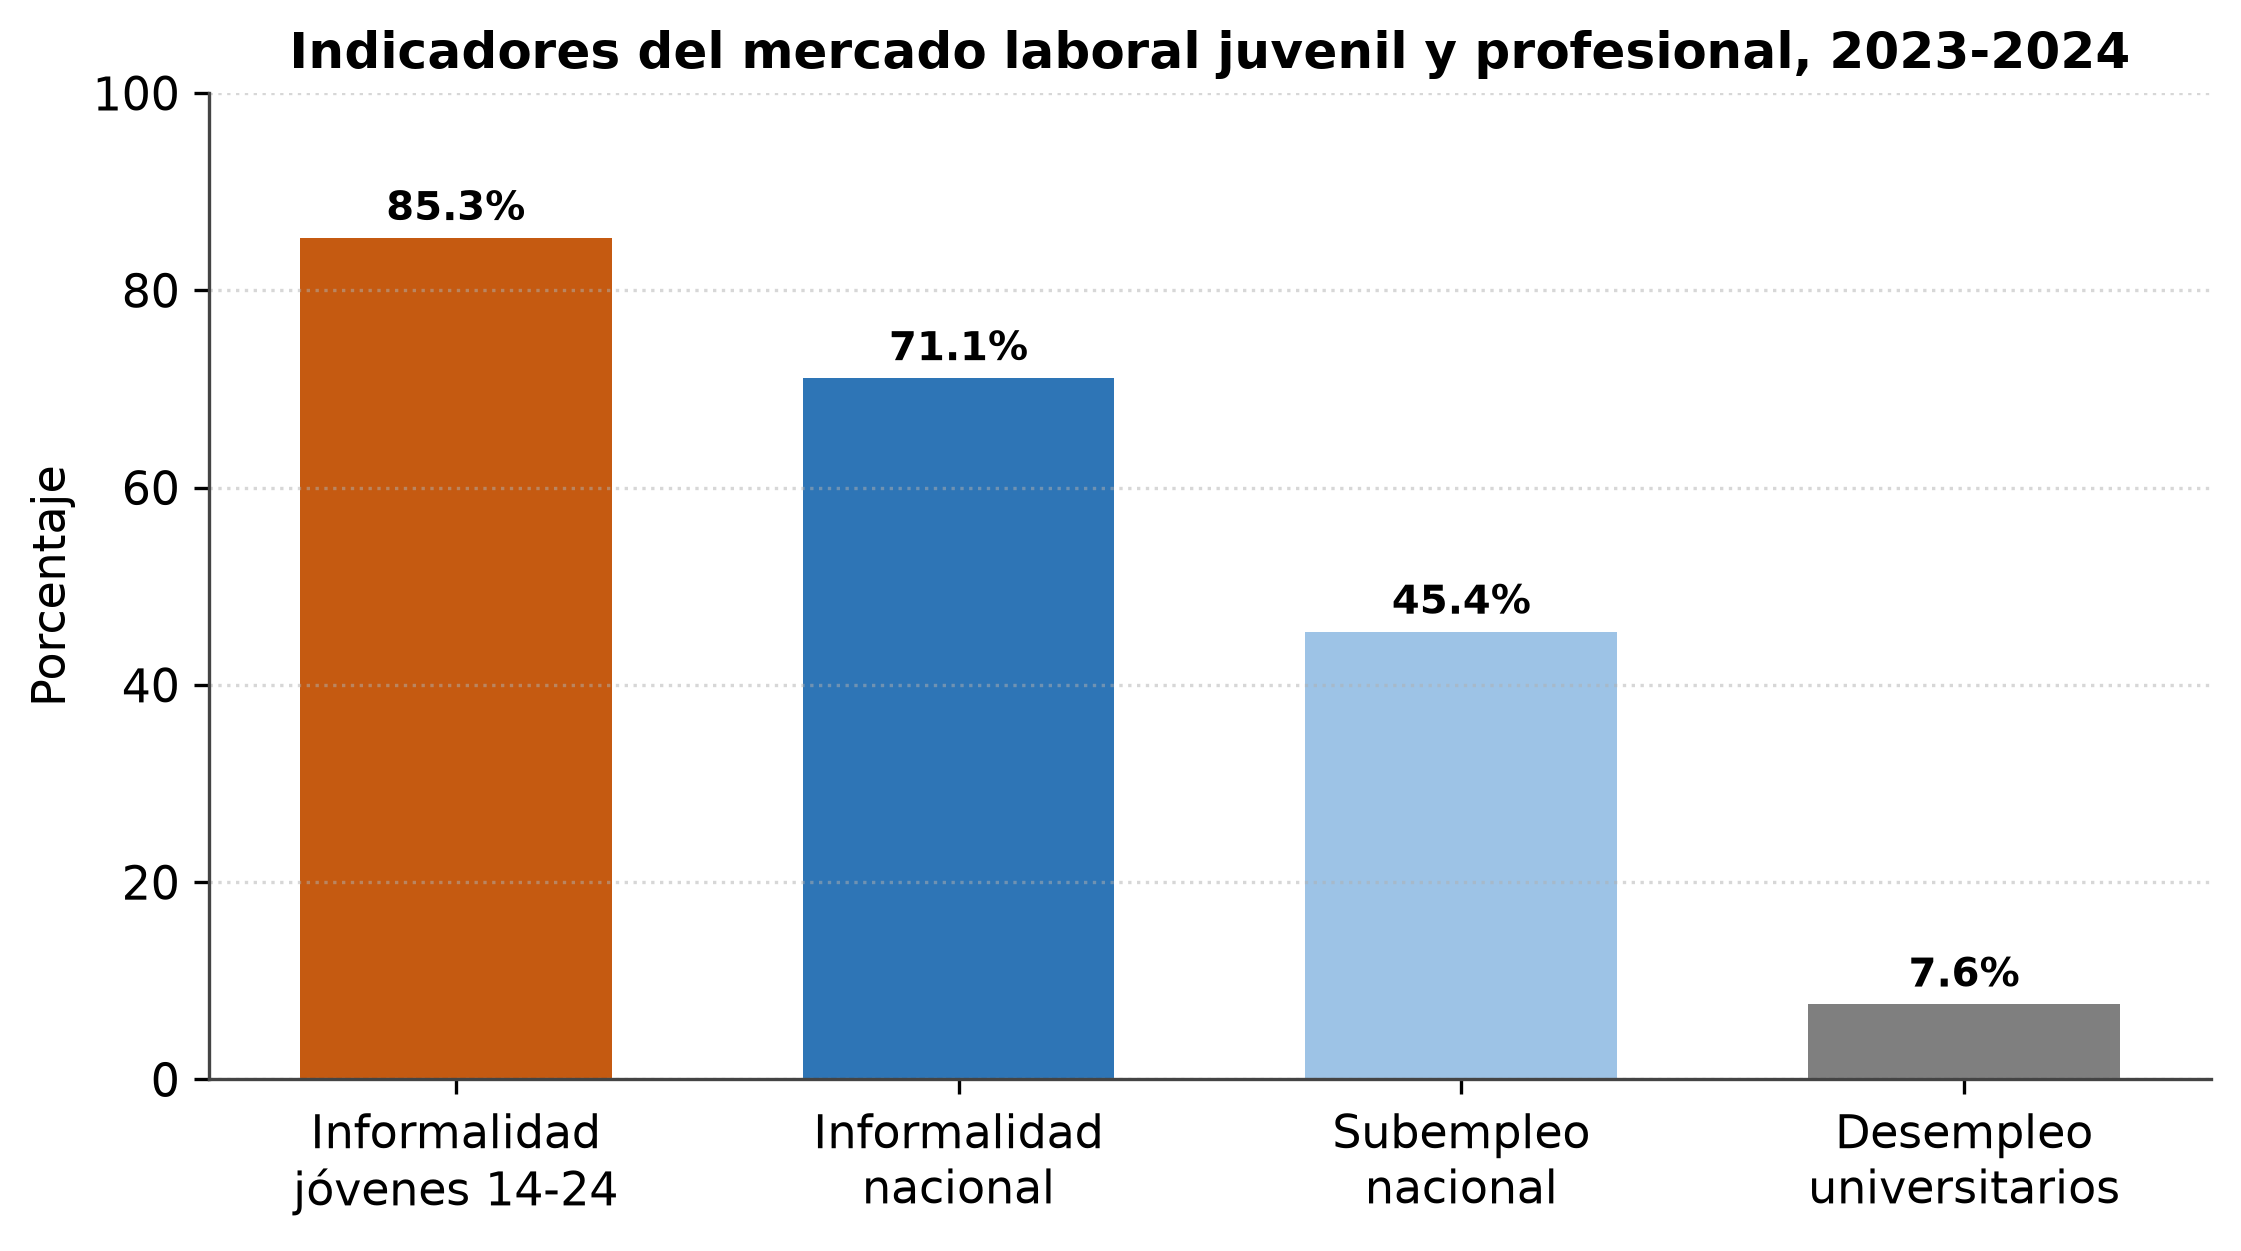 Indicadores del mercado laboral juvenil y profesional, 2023-2024
Porcentaje
100
80
60
40
20
0
85.3%
71.1%
45.4%
7.6%
Informalidad
jóvenes 14-24
Informalidad
nacional
Subempleo
nacional
Desempleo
universitarios